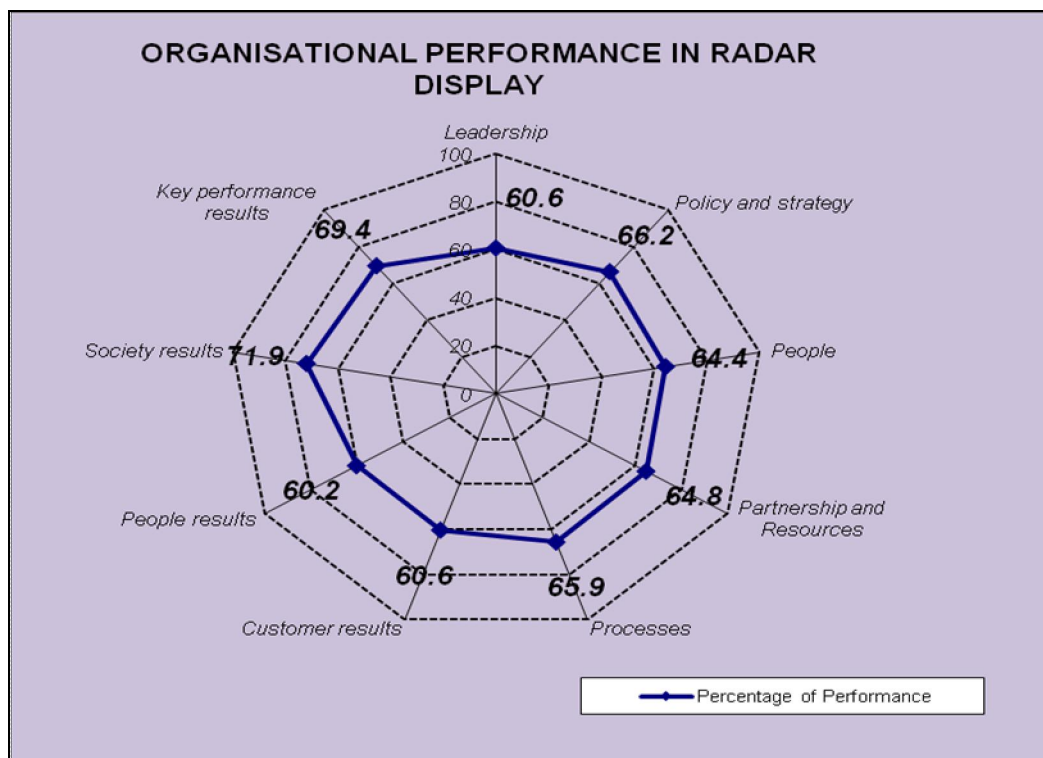 ORGANISATIONAL PERFORMANCE IN RADAR
DISPLAY
Leadership
100
80
60
40
20
0
60.6
Policy and strategy
66.2
People
64.4
Partnership and
Resources
64.8
Processes
65.9
Customer results
60.6
People results
60.2
Society results
71.9
Key performance
results
69.4
Percentage of Performance